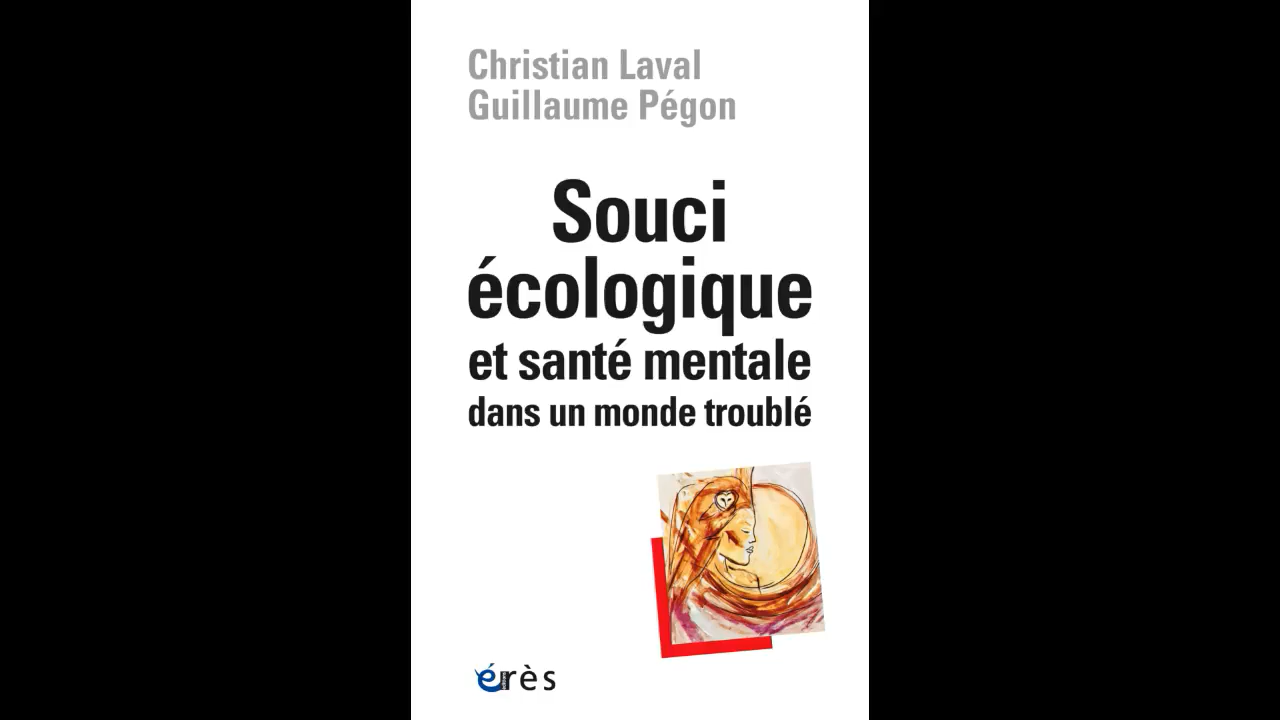 Christian Laval
Guillaume Pégon
Souci
écologique
et santé mentale
dans un monde troublé
érès